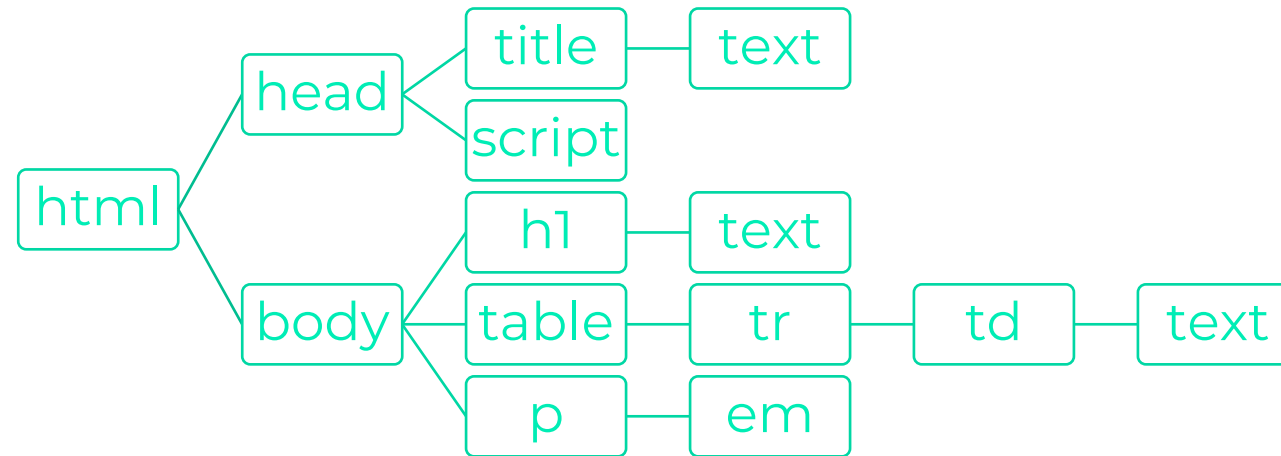 title text
head
script
html
h1 text
body table tr td text
p em